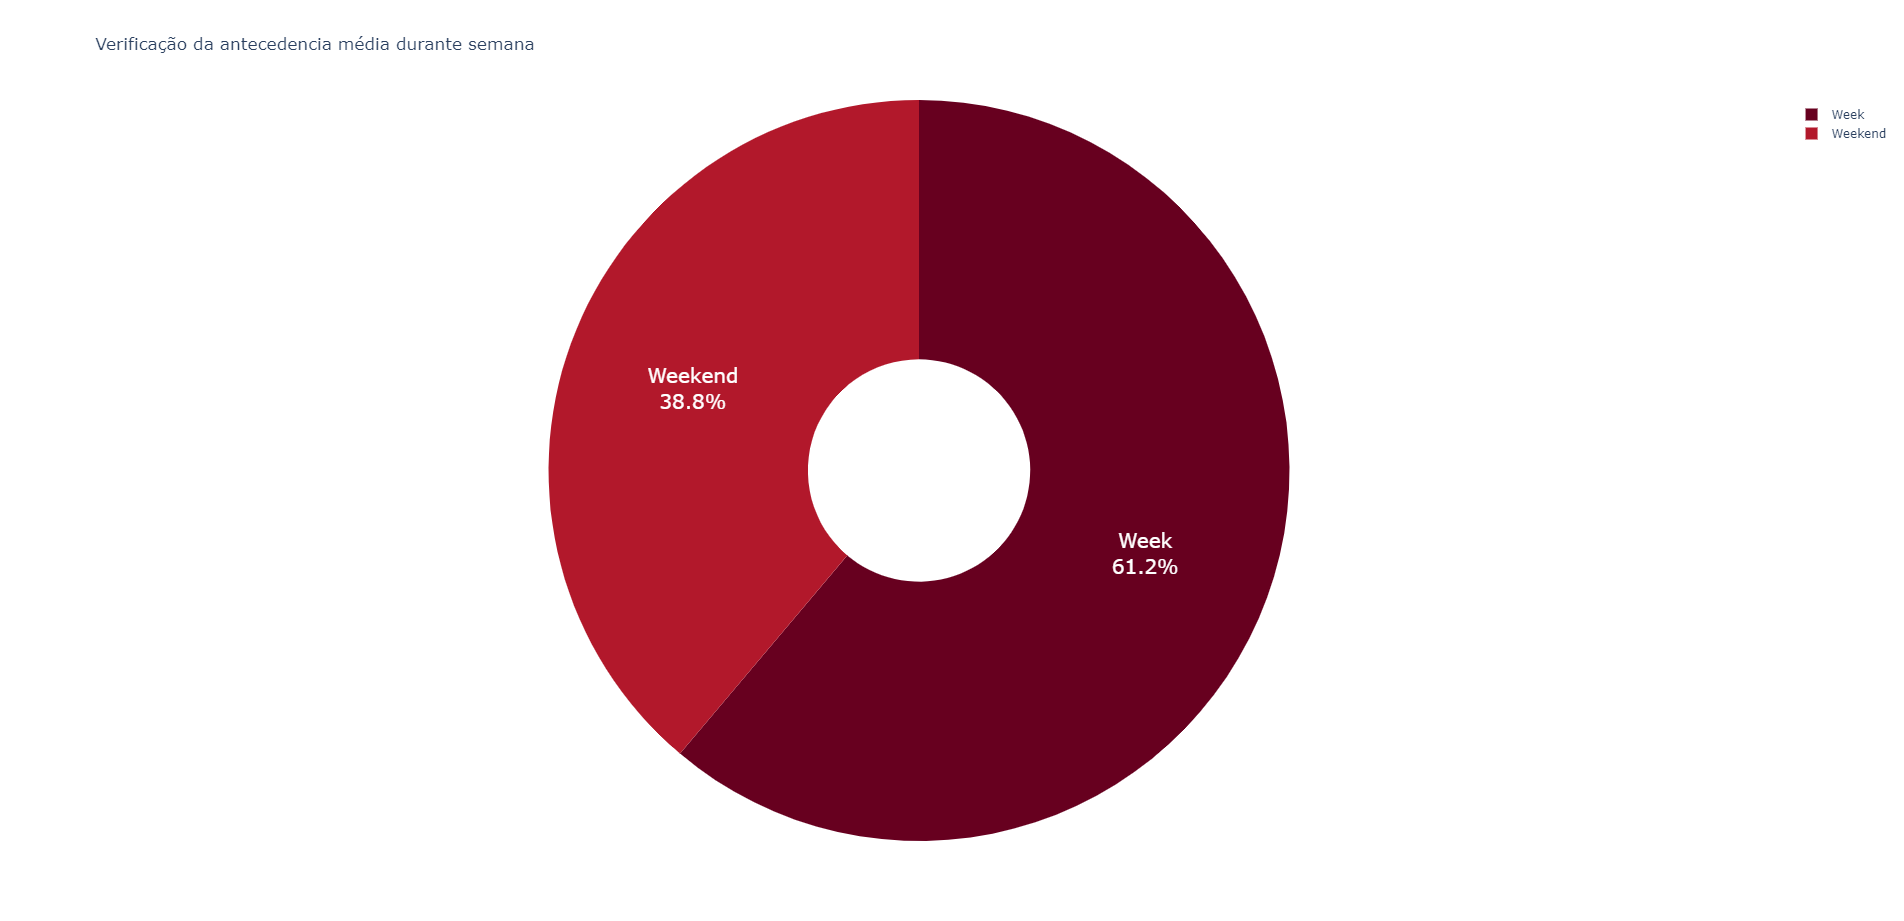 Verificação da antecedencia média durante semana
Week
Weekend
Weekend
38.8%
Week
61.2%